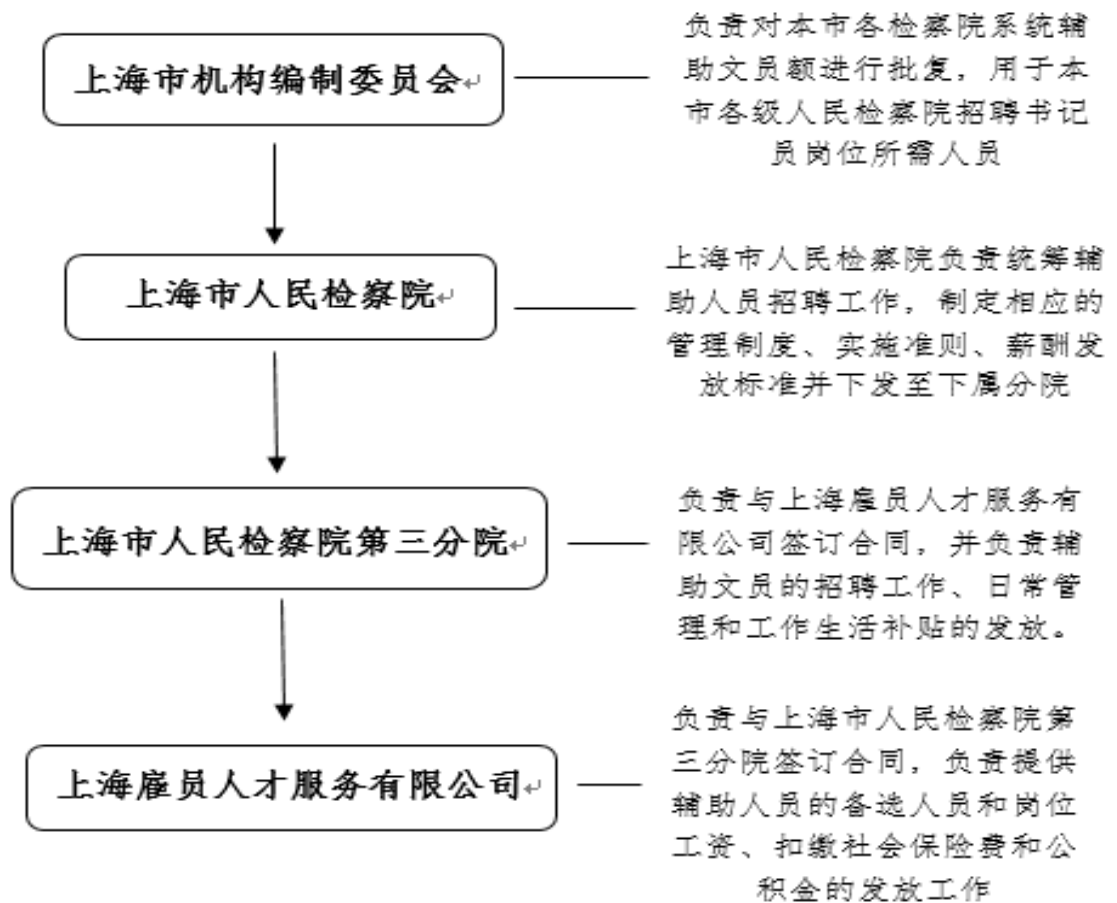 上海市机构编制委员会
负责对本市各检察院系统辅
助文员额进行批复，用于本
市各级人民检察院招聘书记
员岗位所需人员
上海市人民检察院
上海市人民检察院负责统筹辅
助人员招聘工作，制定相应的
管理制度、实施准则、薪酬发
放标准并下发至下属分院
上海市人民检察院第三分院
负责与上海雇员人才服务有
限公司签订合同，并负责辅
助文员的招聘工作、日常管
理和工作生活补贴的发放。
上海雇员人才服务有限公司
负责与上海市人民检察院第
三分院签订合同，负责提供
辅助人员的备选人员和岗位
工资、扣缴社会保险费和公
积金的发放工作